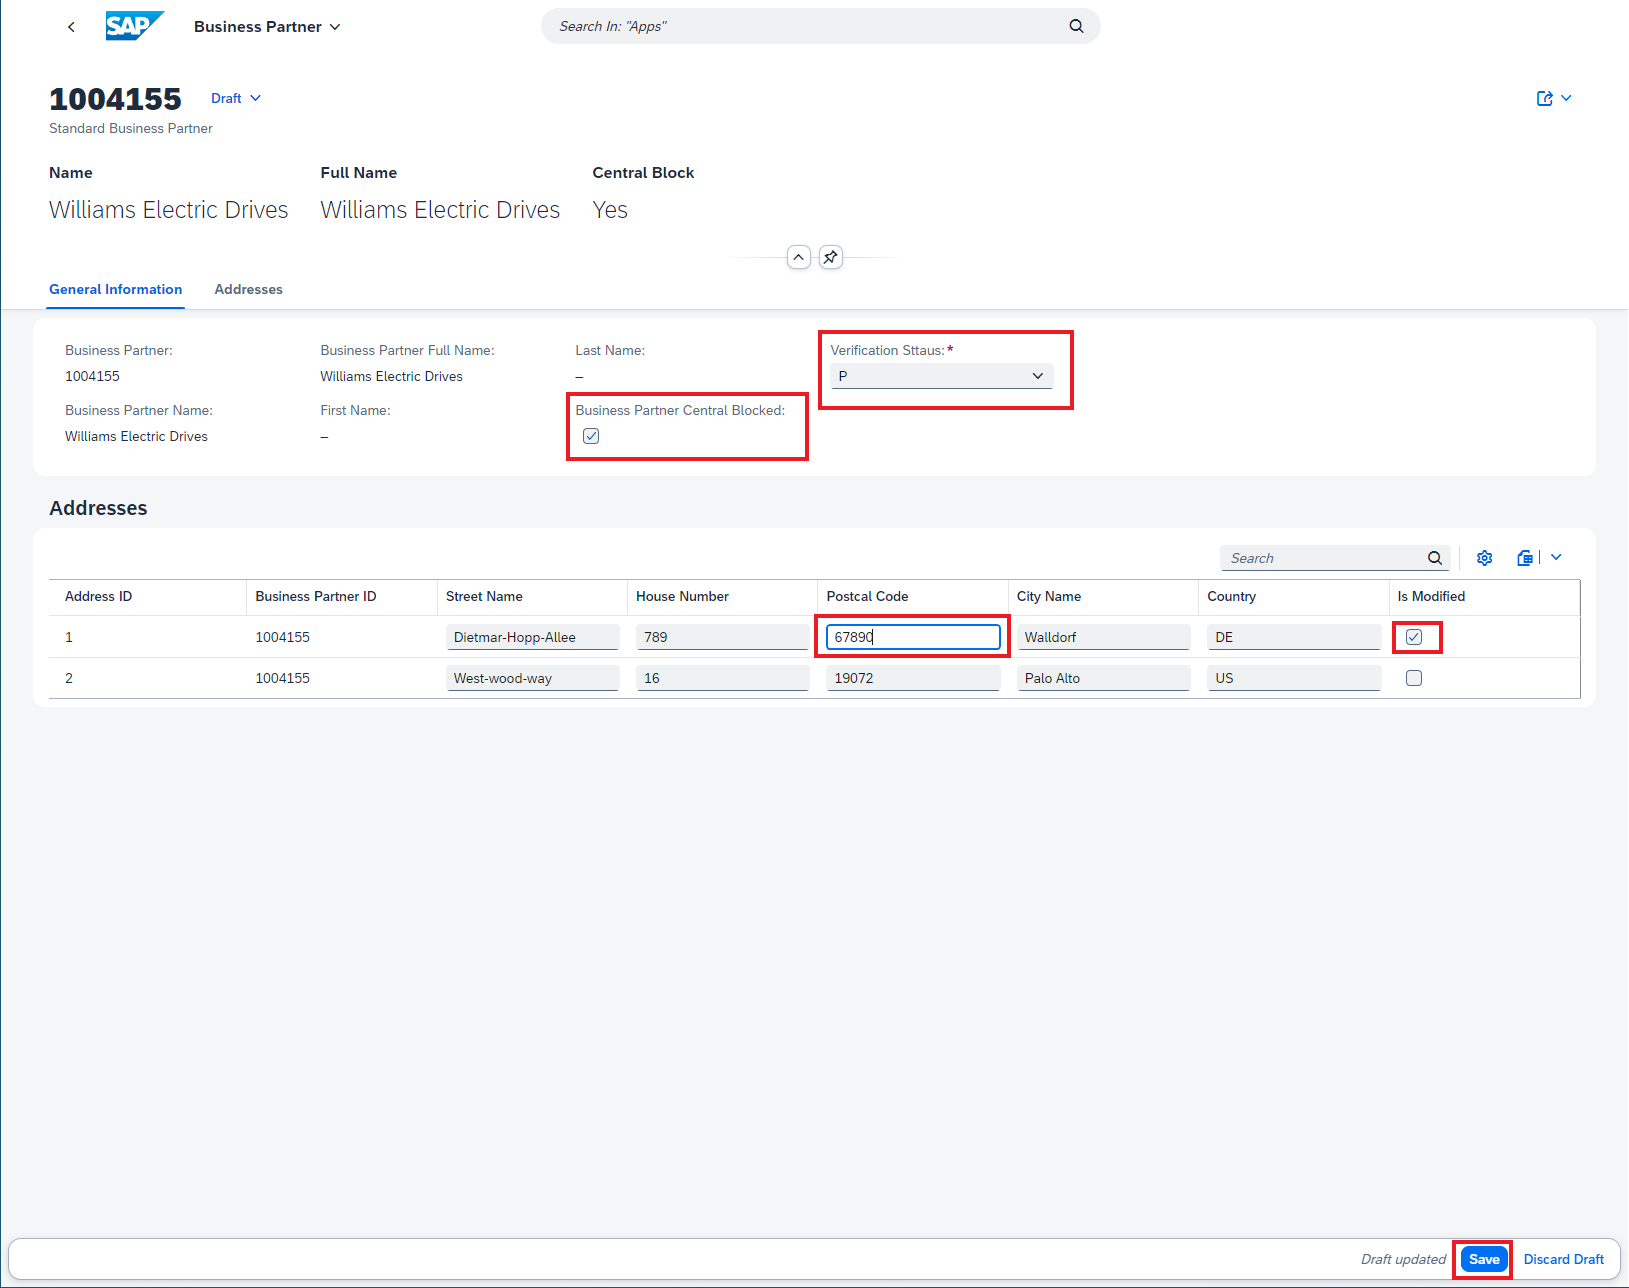 SAP Business Partner Search In: "Apps"
1004155 Draft
Standard Business Partner
Name Full Name Central Block
Williams Electric Drives Williams Electric Drives Yes
General Information Addresses
Business Partner: Business Partner Full Name: Last Name: Verification Sttaus:*
1004155 Williams Electric Drives – P
Business Partner Name: First Name: Business Partner Central Blocked:
Williams Electric Drives –
Addresses
Search
Address ID Business Partner ID Street Name House Number Postcal Code City Name Country Is Modified
1 1004155 Dietmar-Hopp-Allee 789 67890 Walldorf DE
2 1004155 West-wood-way 16 19072 Palo Alto US
Draft updated Save Discard Draft